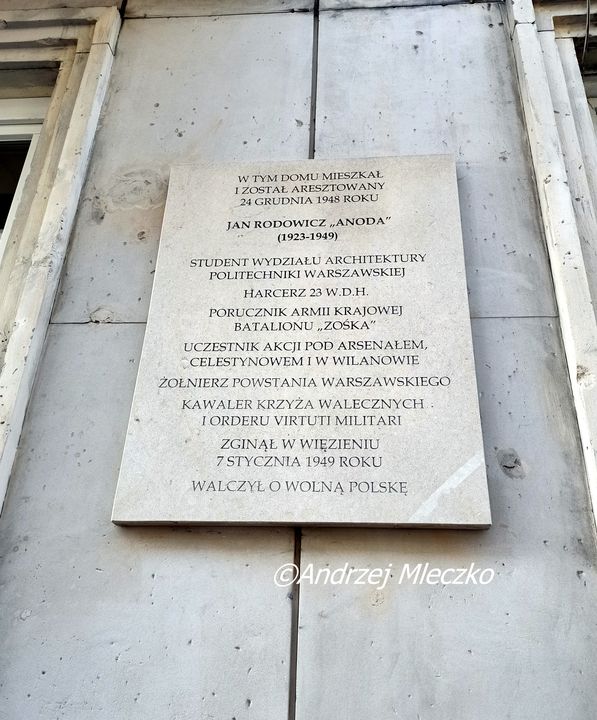 W TYM DOMU MIESZKAŁ
I ZOSTAŁ ARESZTOWANY
24 GRUDNIA 1948 ROKU
JAN RODOWICZ „ANODA”
(1923-1949)
STUDENT WYDZIAŁU ARCHITEKTURY
POLITECHNIKI WARSZAWSKIEJ
HARCERZ 23 W.D.H.
PORUCZNIK ARMII KRAJOWEJ
BATALIONU „ZOŚKA”
UCZESTNIK AKCJI POD ARSENAŁEM,
CELESTYNOWEM I W WILANOWIE
ŻOŁNIERZ POWSTANIA WARSZAWSKIEGO
KAWALER KRZYŻA WALECZNYCH
I ORDERU VIRTUTI MILITARI
ZGINĄŁ W WIĘZIENIU
7 STYCZNIA 1949 ROKU
WALCZYŁ O WOLNĄ POLSKĘ
©Andrzej Mleczko